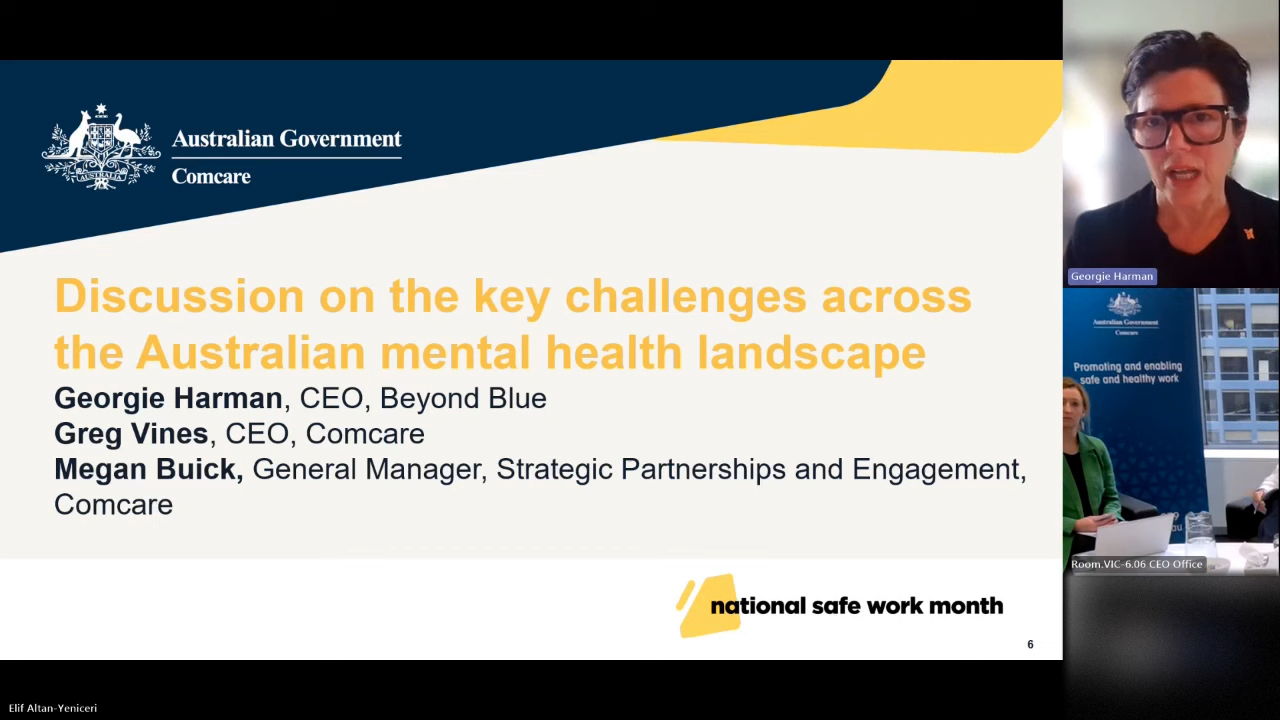 Australian Government
Comcare
AUSTRALIA
Discussion on the key challenges across
the Australian mental health landscape
Georgie Harman, CEO, Beyond Blue
Greg Vines, CEO, Comcare
Megan Buick, General Manager, Strategic Partnerships and Engagement,
Comcare
national safe work month
6
Elif Altan-Yeniceri
Georgie Harman
Australian Government
Comcare
Promoting and enabling
safe and healthy work
Room.VIC-6.06 CEO Office